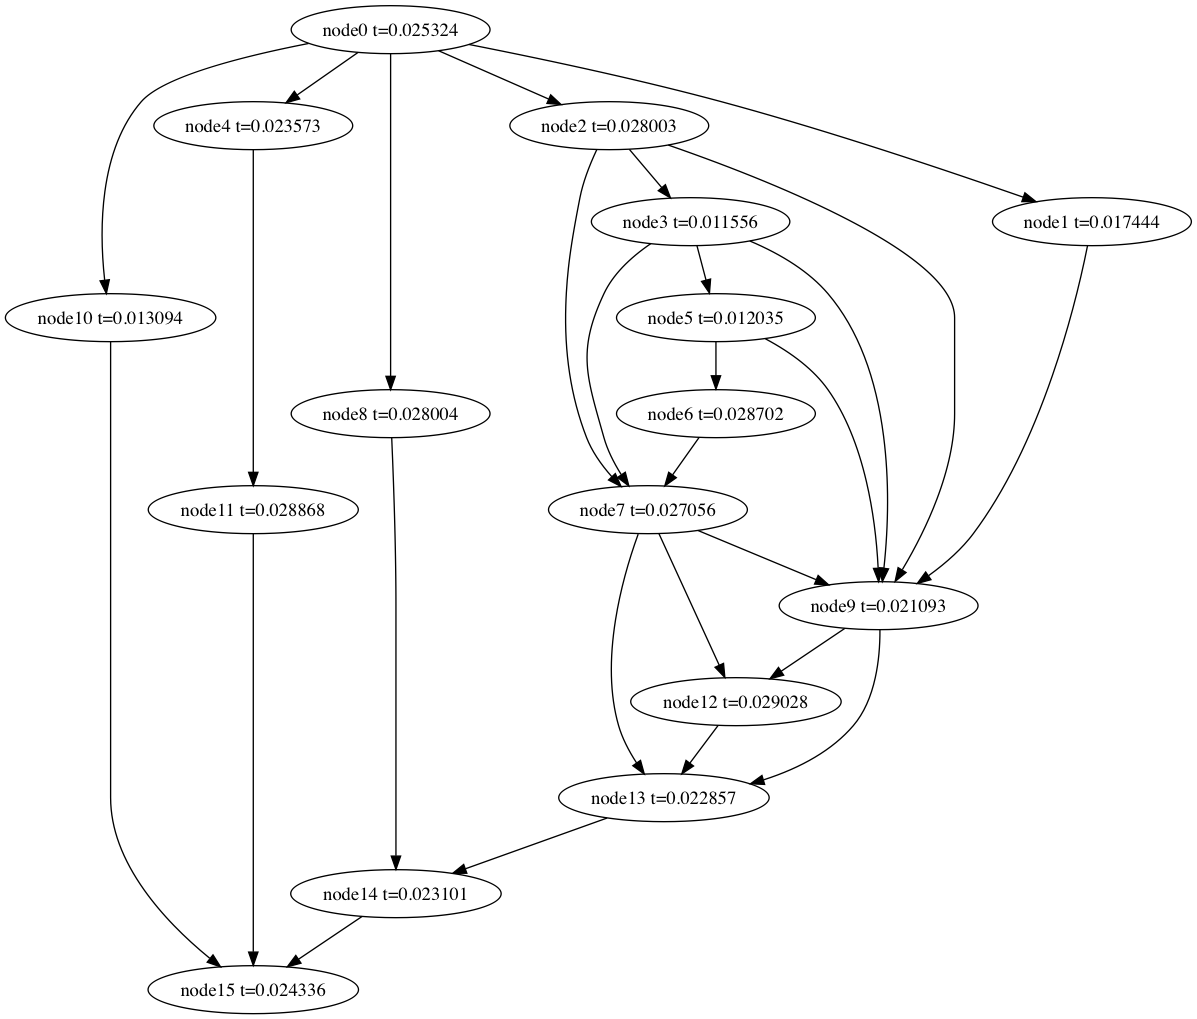 node0 t=0.025324
node4 t=0.023573
node2 t=0.028003
node3 t=0.011556
node1 t=0.017444
node10 t=0.013094
node5 t=0.012035
node8 t=0.028004
node6 t=0.028702
node11 t=0.028868
node7 t=0.027056
node9 t=0.021093
node12 t=0.029028
node13 t=0.022857
node14 t=0.023101
node15 t=0.024336